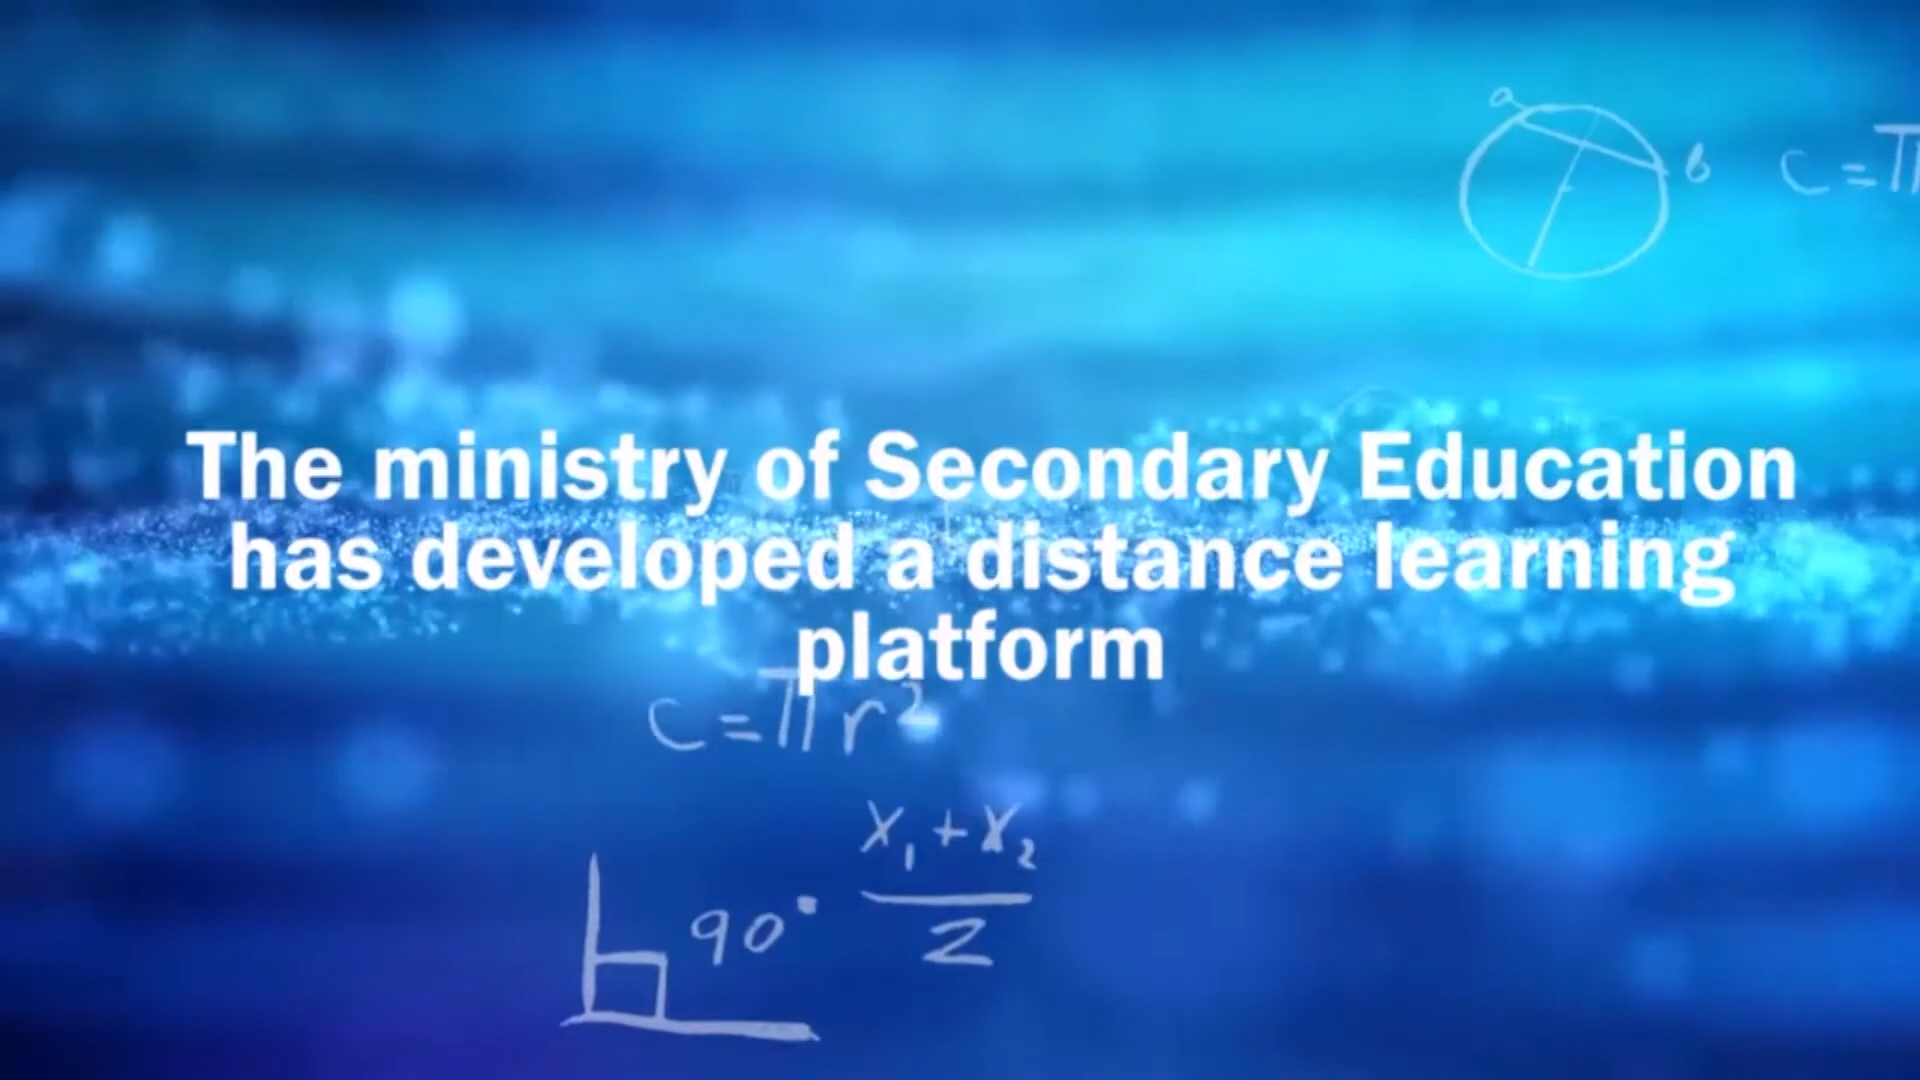 a
b
C=π
The ministry of Secondary Education
has developed a distance learning
platform
C=πr²
90°
X₁+X₂
2